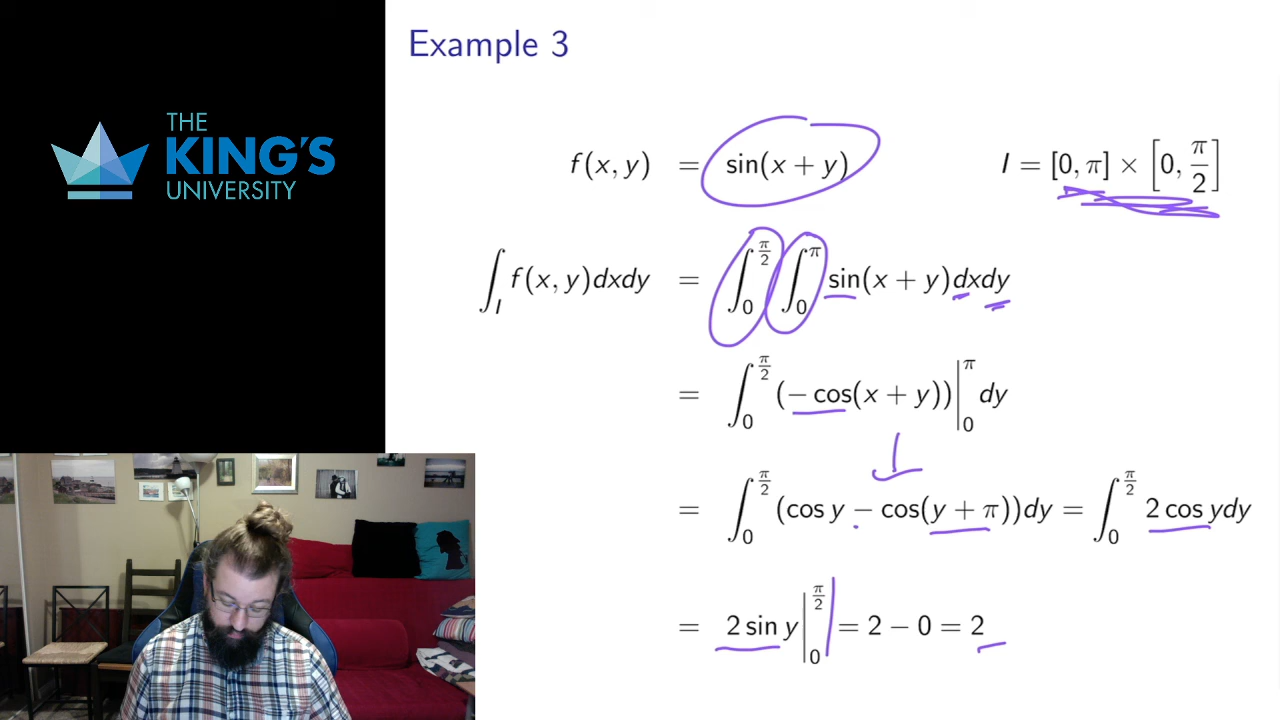 THE
KING'S
UNIVERSITY
Example 3
f(x, y) = sin(x + y) I = [0, π] × [0, π/2]
∫_I f(x, y)dxdy = ∫_0^{π/2} ∫_0^π sin(x + y)dxdy
= ∫_0^{π/2} (− cos(x + y))|_0^π dy
= ∫_0^{π/2} (cos y − cos(y + π))dy = ∫_0^{π/2} 2 cos ydy
= 2 sin y|_0^{π/2} = 2 − 0 = 2